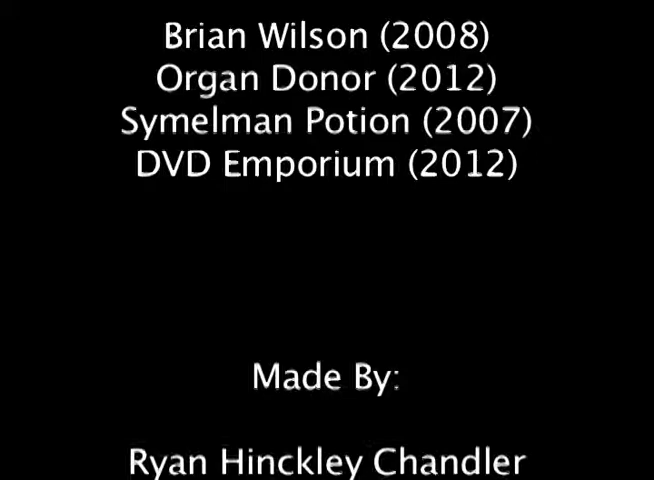 Brian Wilson (2008)
Organ Donor (2012)
Symelman Potion (2007)
DVD Emporium (2012)
Made By:
Ryan Hinckley Chandler